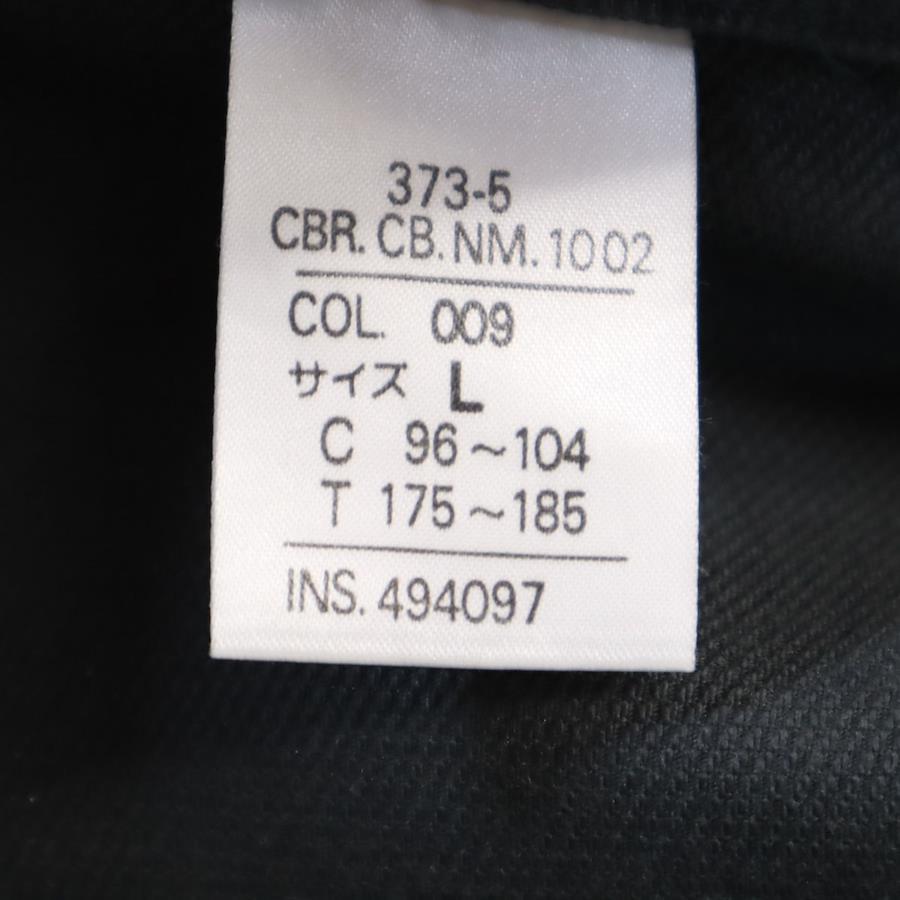 373-5
CBR. CB. NM. 1002
COL. 009
サイズ L
C 96～104
T 175～185
INS. 494097